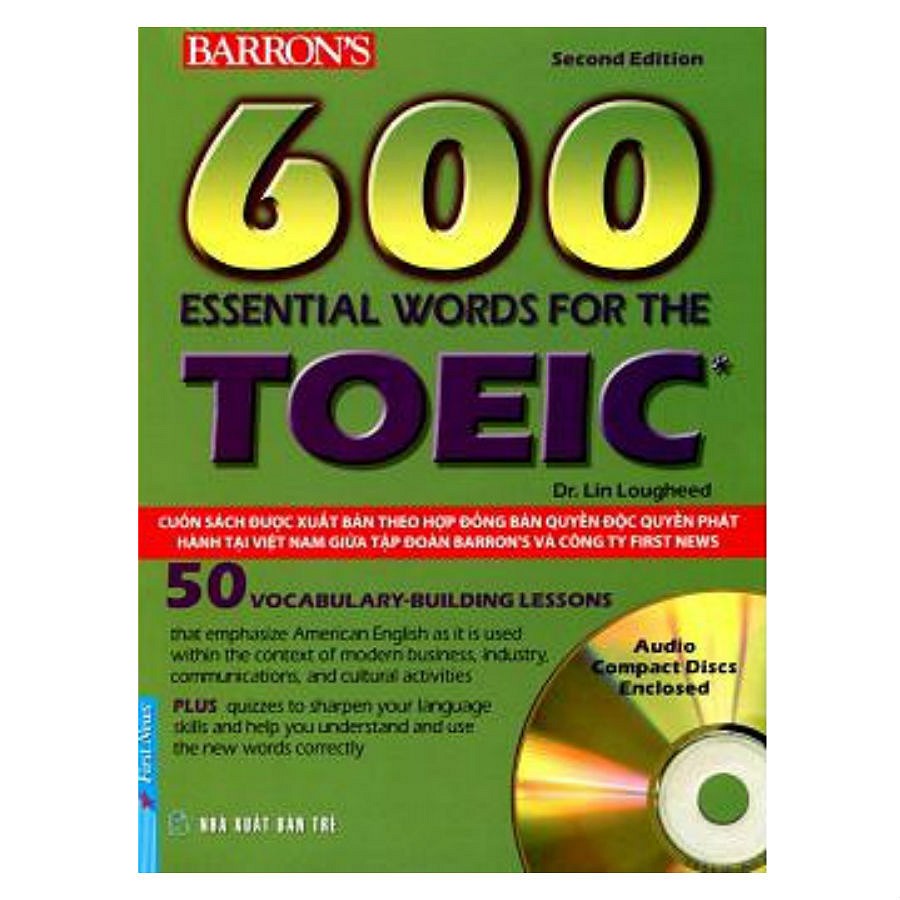 BARRON'S
Second Edition
600
ESSENTIAL WORDS FOR THE
TOEIC*
Dr. Lin Lougheed
CUỐN SÁCH ĐƯỢC XUẤT BẢN THEO HỢP ĐỒNG BẢN QUYỀN ĐỘC QUYỀN PHÁT
HÀNH TẠI VIỆT NAM GIỮA TẬP ĐOÀN BARRON'S VÀ CÔNG TY FIRST NEWS
50 VOCABULARY-BUILDING LESSONS
that emphasize American English as it is used
within the context of modern business, industry,
communications, and cultural activities
PLUS quizzes to sharpen your language
skills and help you understand and use
the new words correctly
Audio
Compact Discs
Enclosed
First News
NHÀ XUẤT BẢN TRẺ